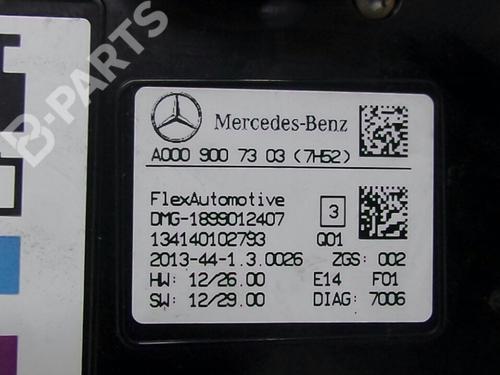 B-PARTS
Mercedes-Benz
A000 900 73 03 (7H52)
FlexAutomotive
DMG-1899012407
3
134140102793 Q01
2013-44-1.3.0026 ZGS: 002
HW: 12/26.00 E14 F01
SW: 12/29.00 DIAG: 7006